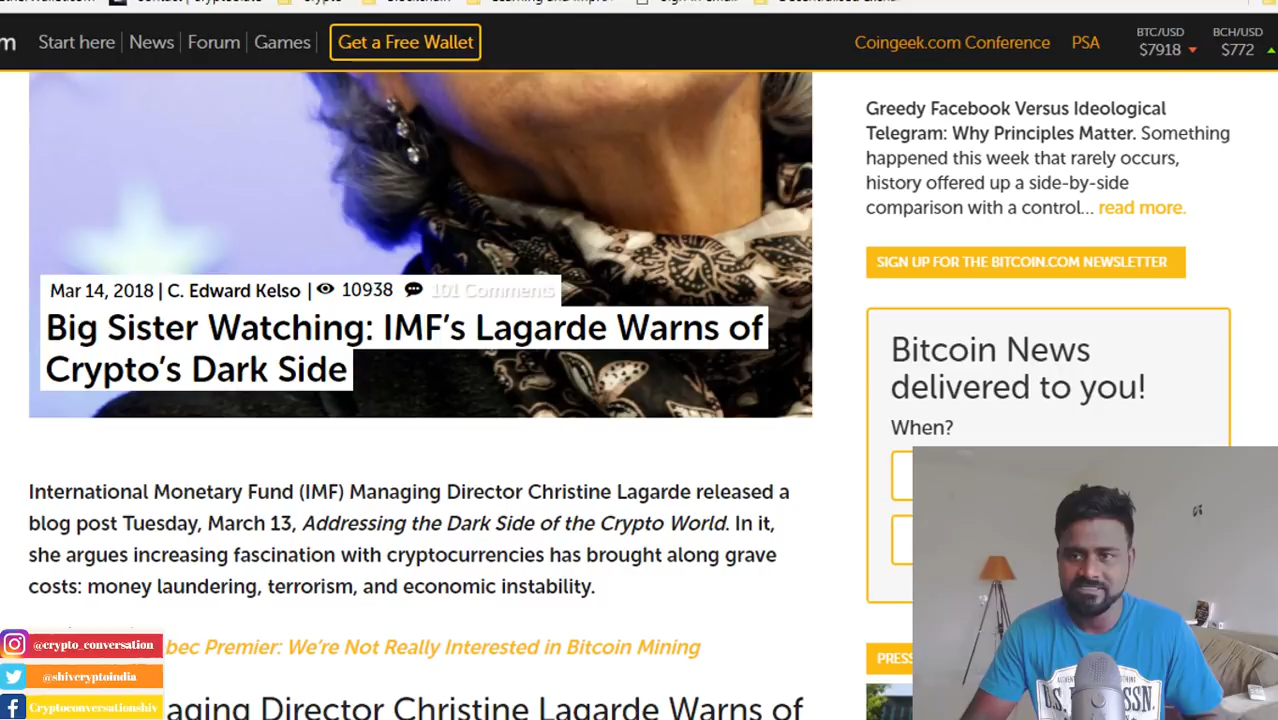 Start here
News
Forum
Games
Get a Free Wallet
Coingeek.com Conference
PSA
BTC/USD
$7918
BCH/USD
$772
Mar 14, 2018 | C. Edward Kelso | 10938 101 Comments
Big Sister Watching: IMF's Lagarde Warns of
Crypto's Dark Side
International Monetary Fund (IMF) Managing Director Christine Lagarde released a
blog post Tuesday, March 13, Addressing the Dark Side of the Crypto World. In it,
she argues increasing fascination with cryptocurrencies has brought along grave
costs: money laundering, terrorism, and economic instability.
bec Premier: We're Not Really Interested in Bitcoin Mining
aging Director Christine Lagarde Warns of
Greedy Facebook Versus Ideological
Telegram: Why Principles Matter. Something
happened this week that rarely occurs,
history offered up a side-by-side
comparison with a control... read more.
SIGN UP FOR THE BITCOIN.COM NEWSLETTER
Bitcoin News
delivered to you!
When?
PRESS
@crypto_conversation
@shivcryptoindia
Cryptoconversationshiv